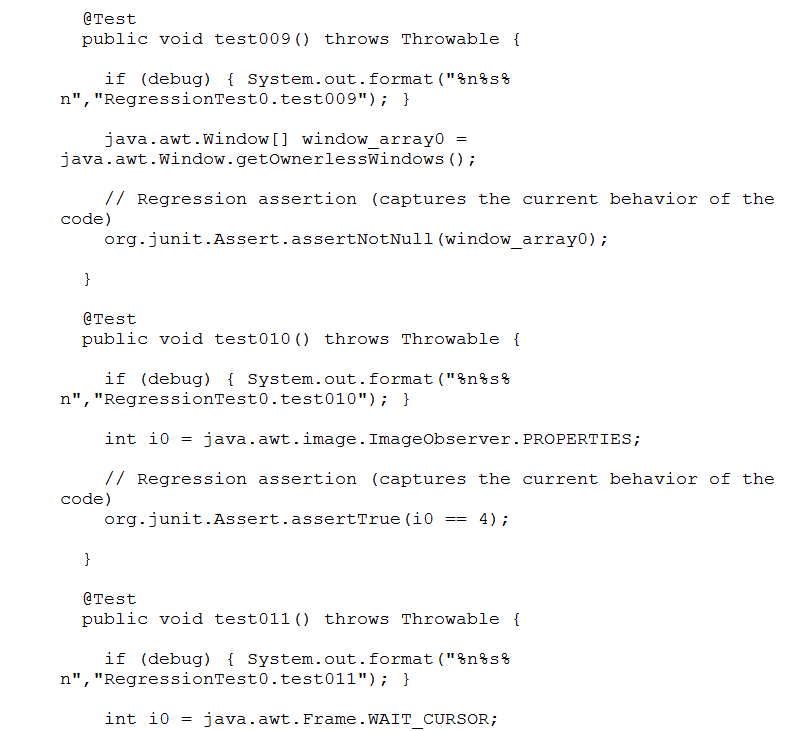 @Test
public void test009() throws Throwable {
if (debug) { System.out.format("%n%s%
n","RegressionTest0.test009"); }
java.awt.Window[] window_array0 =
java.awt.Window.getOwnerlessWindows();
// Regression assertion (captures the current behavior of the
code)
org.junit.Assert.assertNotNull(window_array0);
}
@Test
public void test010() throws Throwable {
if (debug) { System.out.format("%n%s%
n","RegressionTest0.test010"); }
int i0 = java.awt.image.ImageObserver.PROPERTIES;
// Regression assertion (captures the current behavior of the
code)
org.junit.Assert.assertTrue(i0 == 4);
}
@Test
public void test011() throws Throwable {
if (debug) { System.out.format("%n%s%
n","RegressionTest0.test011"); }
int i0 = java.awt.Frame.WAIT_CURSOR;